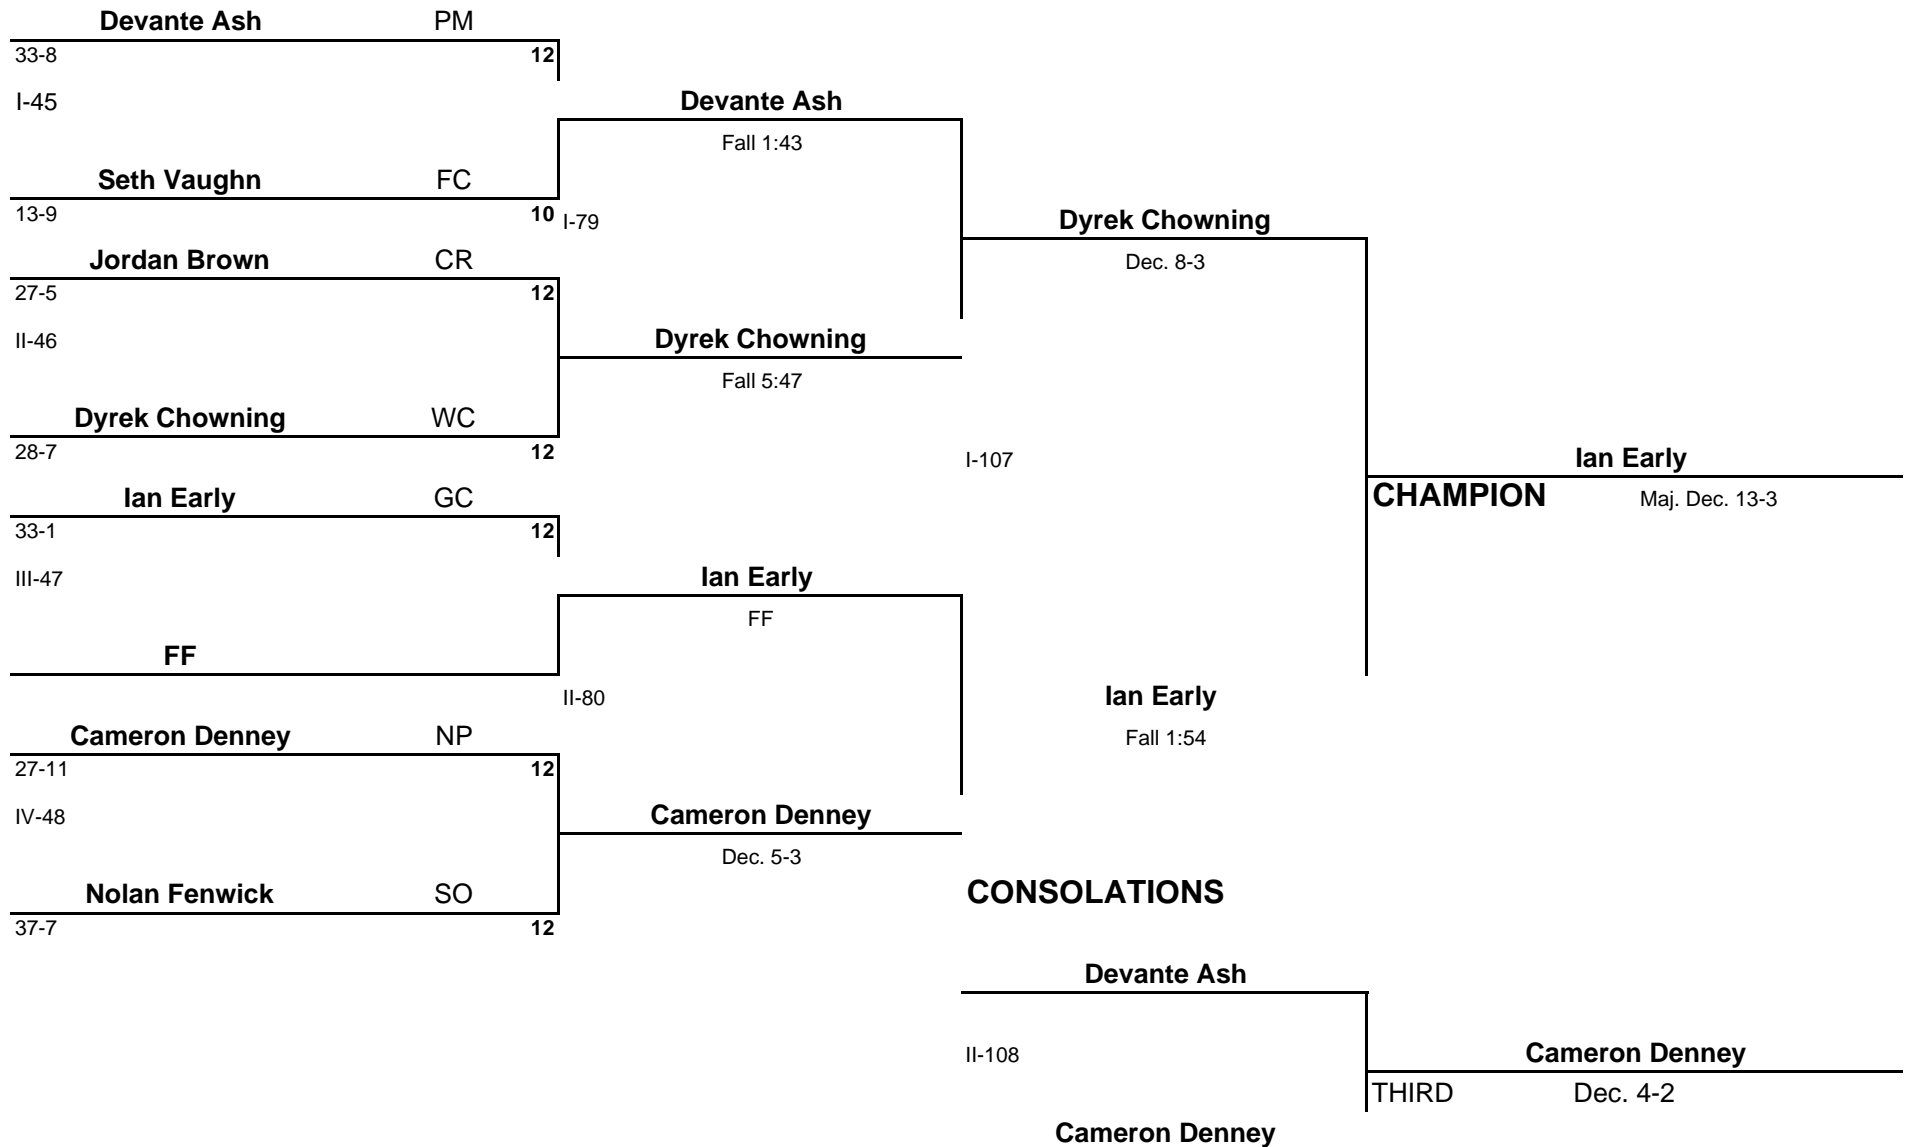 Devante Ash PM
33-8 12
I-45
Devante Ash
Fall 1:43
Seth Vaughn FC
13-9 10
I-79
Dyrek Chowning
Dec. 8-3
Jordan Brown CR
27-5 12
II-46
Dyrek Chowning
Fall 5:47
Dyrek Chowning WC
28-7 12
I-107
Ian Early
CHAMPION Maj. Dec. 13-3
Ian Early GC
33-1 12
III-47
Ian Early
FF
FF
II-80
Ian Early
Fall 1:54
Cameron Denney NP
27-11 12
IV-48
Cameron Denney
Dec. 5-3
Nolan Fenwick SO
37-7 12
CONSOLATIONS
Devante Ash
II-108
Cameron Denney
THIRD Dec. 4-2
Cameron Denney